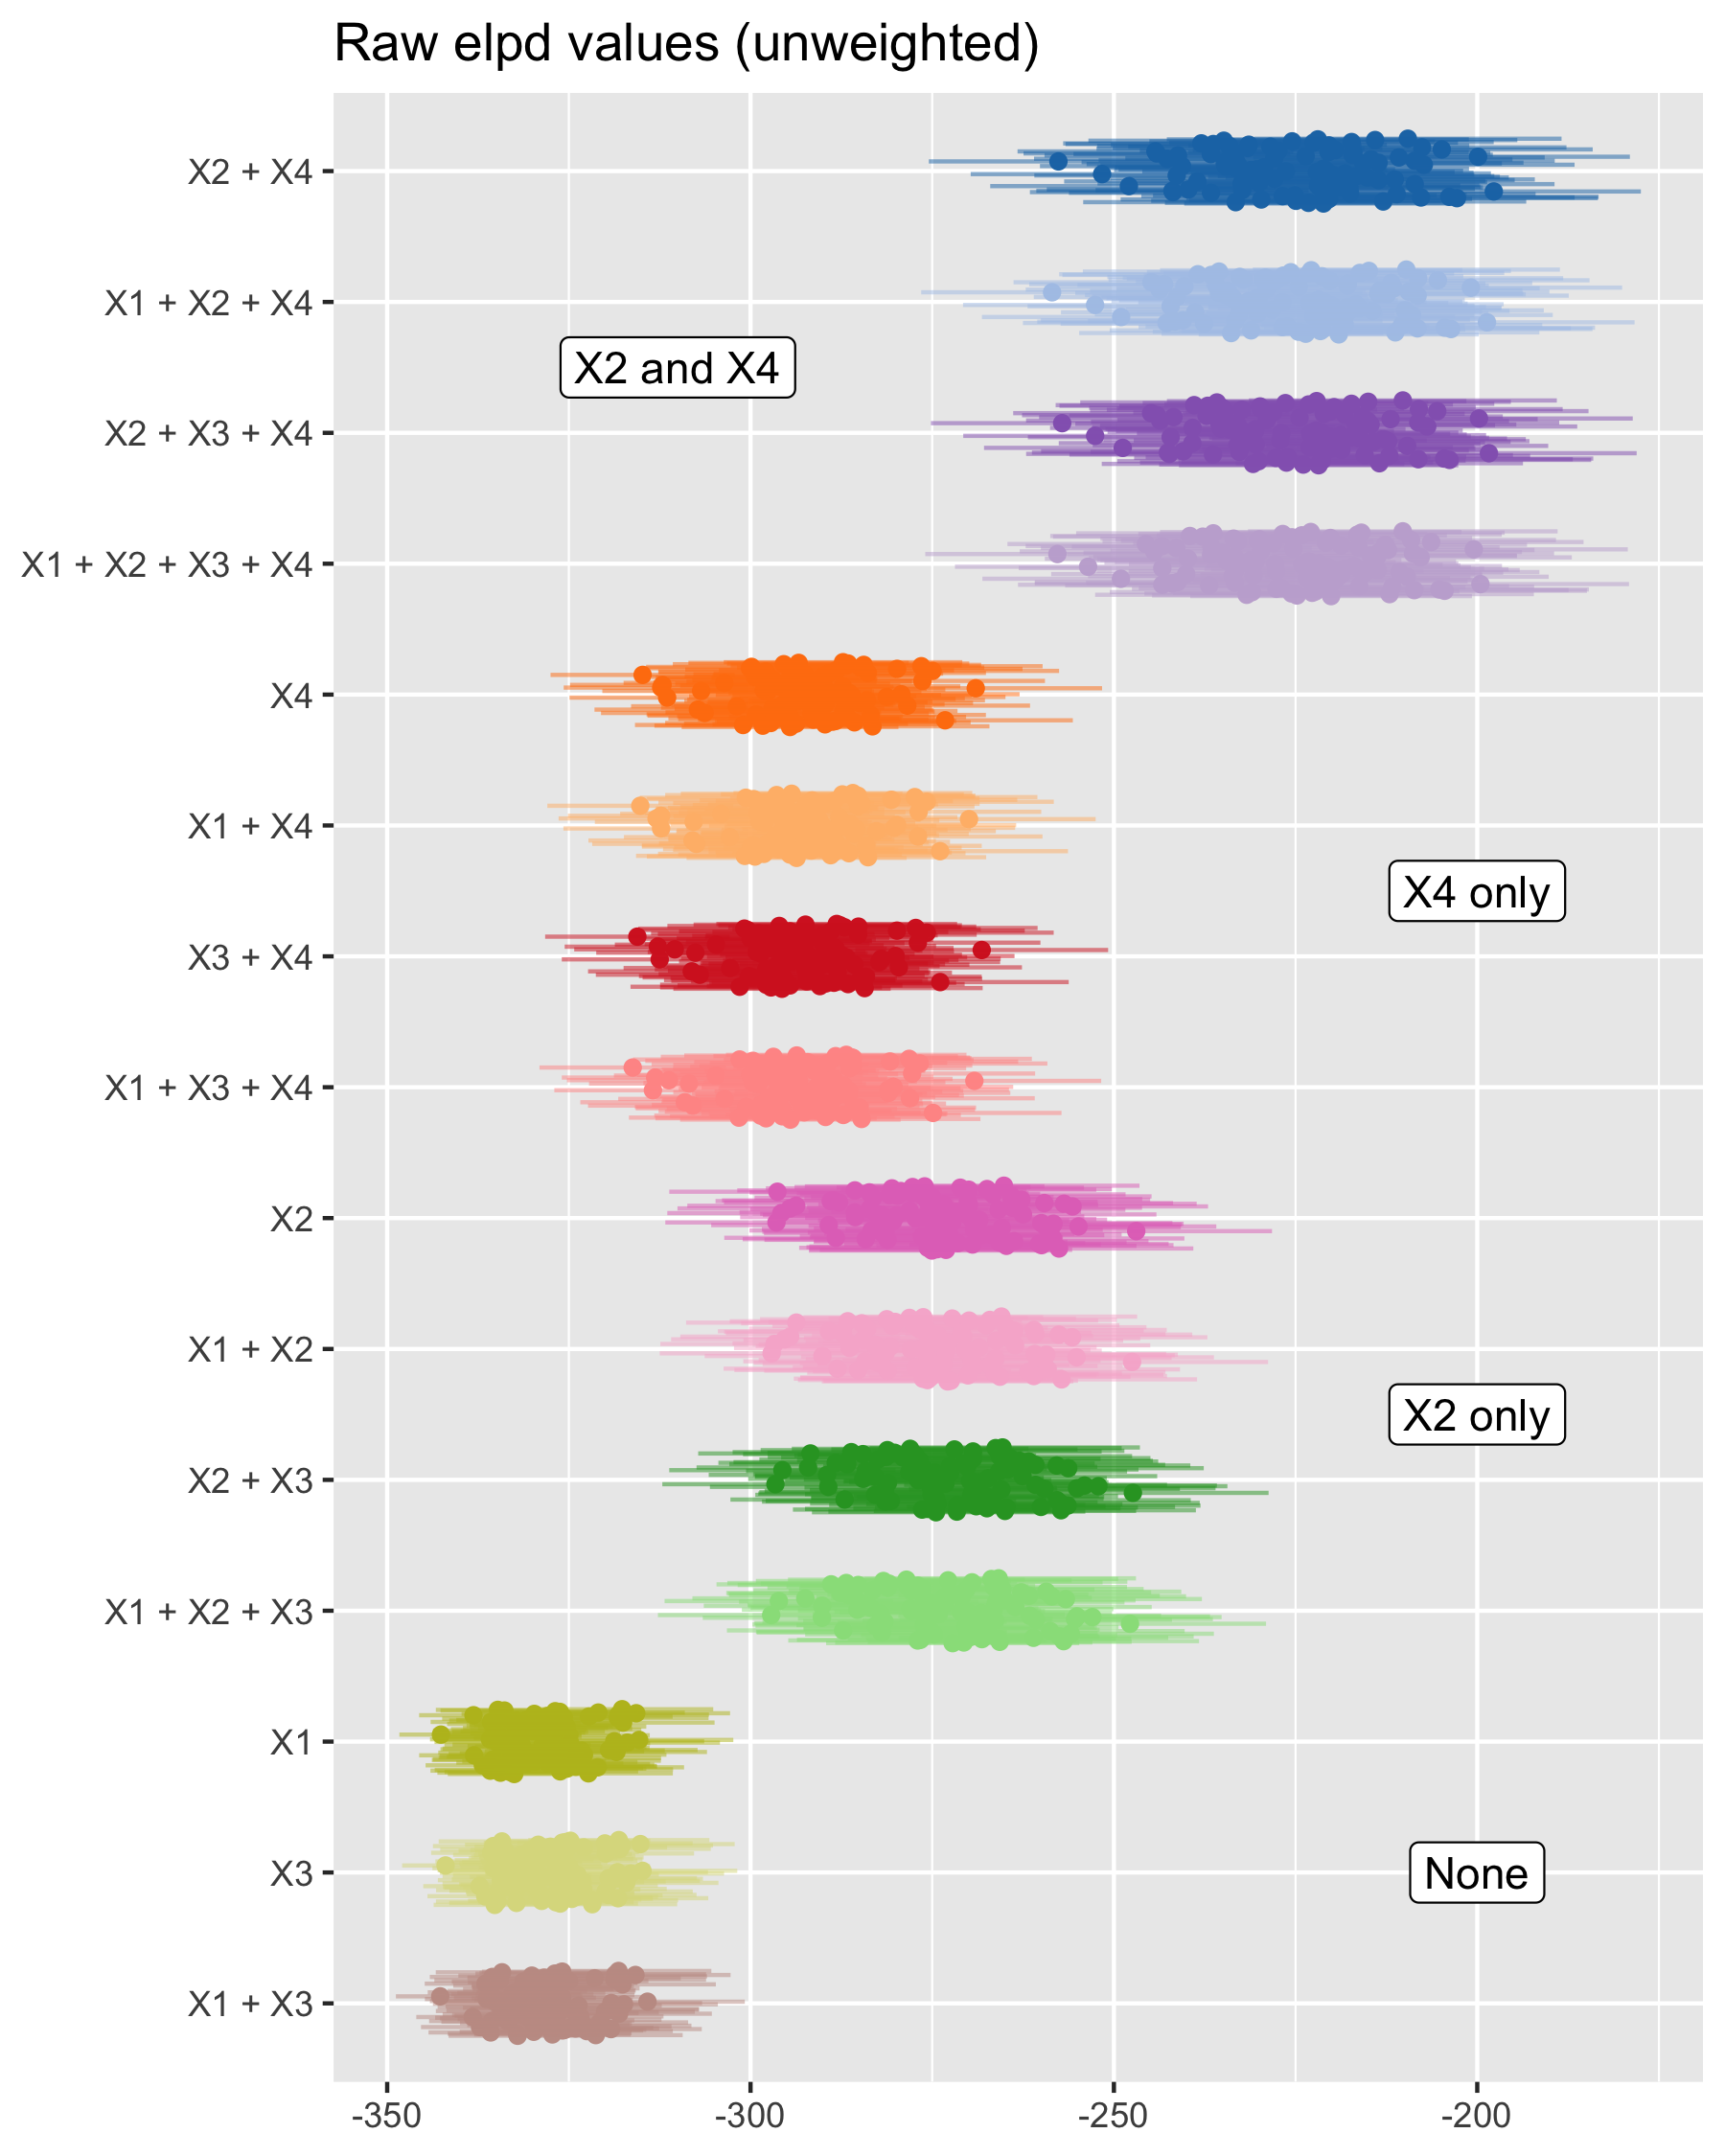 Raw elpd values (unweighted)
X2 + X4
X1 + X2 + X4
X2 and X4
X2 + X3 + X4
X1 + X2 + X3 + X4
X4
X1 + X4
X4 only
X3 + X4
X1 + X3 + X4
X2
X1 + X2
X2 only
X2 + X3
X1 + X2 + X3
X1
X3
None
X1 + X3
-350 -300 -250 -200